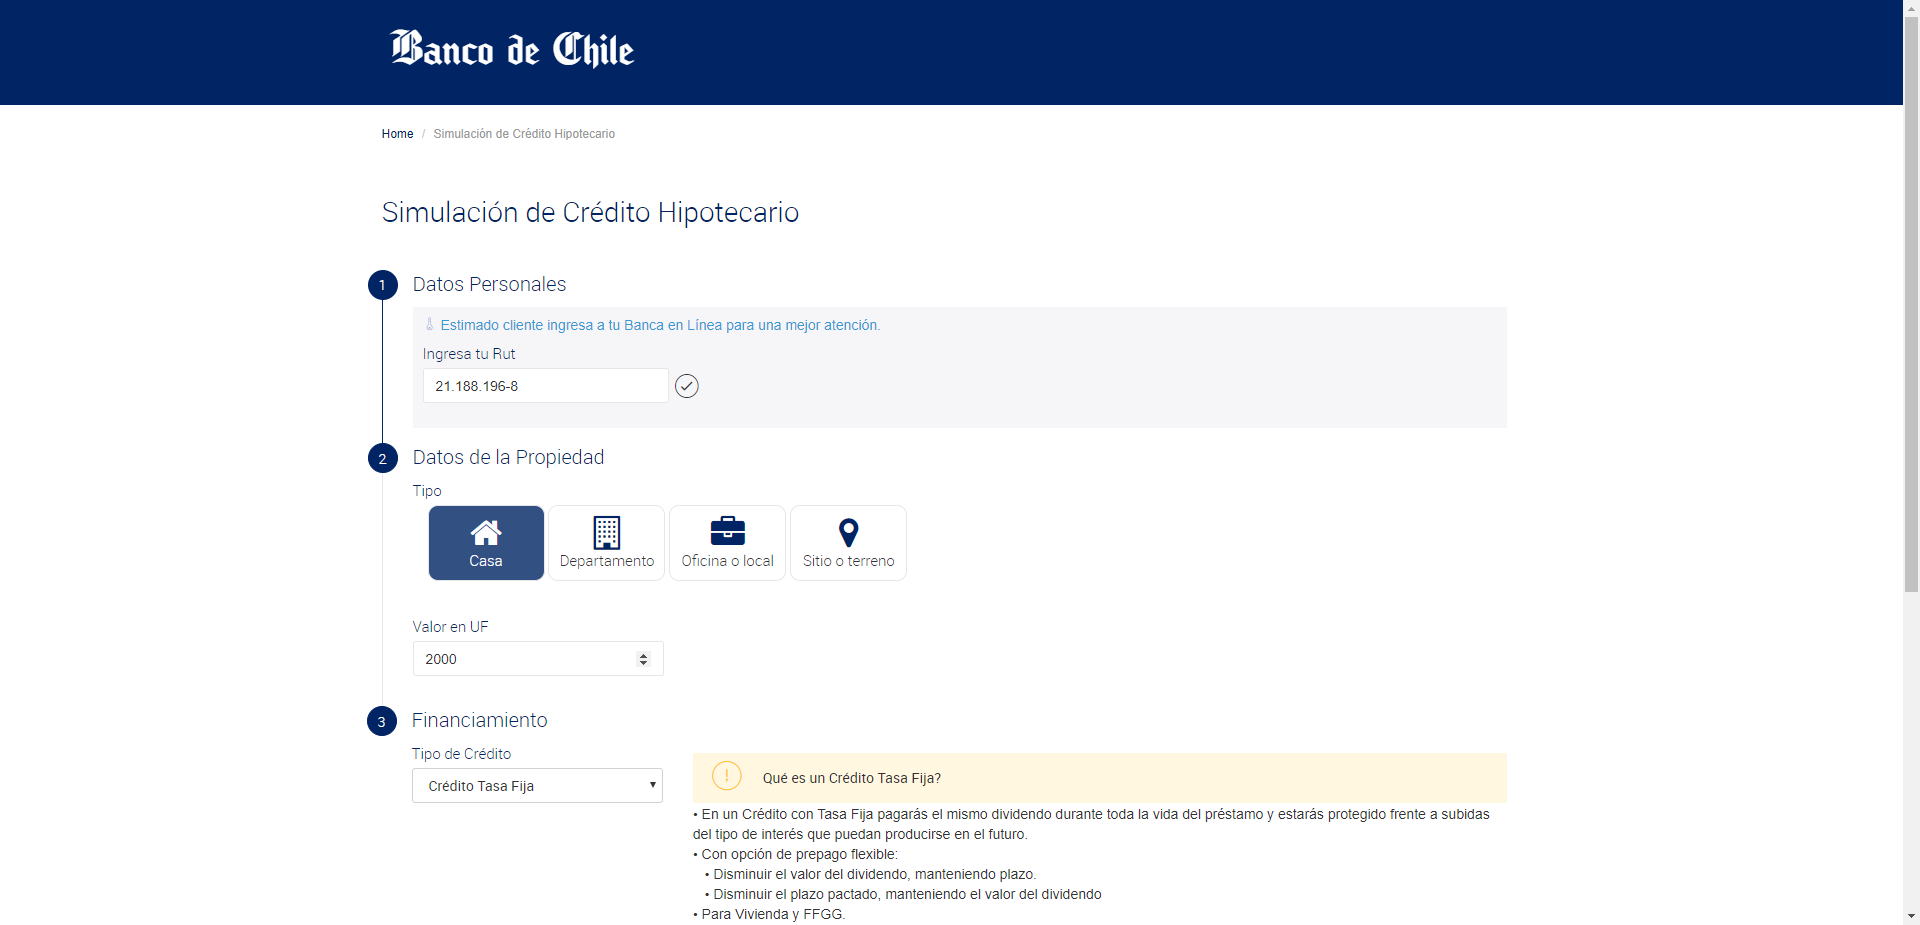 Banco de Chile
Home / Simulación de Crédito Hipotecario
Simulación de Crédito Hipotecario
1 Datos Personales
Estimado cliente ingresa a tu Banca en Línea para una mejor atención.
Ingresa tu Rut
21.188.196-8
2 Datos de la Propiedad
Tipo
Casa Departamento Oficina o local Sitio o terreno
Valor en UF
2000
3 Financiamiento
Tipo de Crédito
Crédito Tasa Fija
! Qué es un Crédito Tasa Fija?
• En un Crédito con Tasa Fija pagarás el mismo dividendo durante toda la vida del préstamo y estarás protegido frente a subidas
del tipo de interés que puedan producirse en el futuro.
• Con opción de prepago flexible:
• Disminuir el valor del dividendo, manteniendo plazo.
• Disminuir el plazo pactado, manteniendo el valor del dividendo
• Para Vivienda y FFGG.